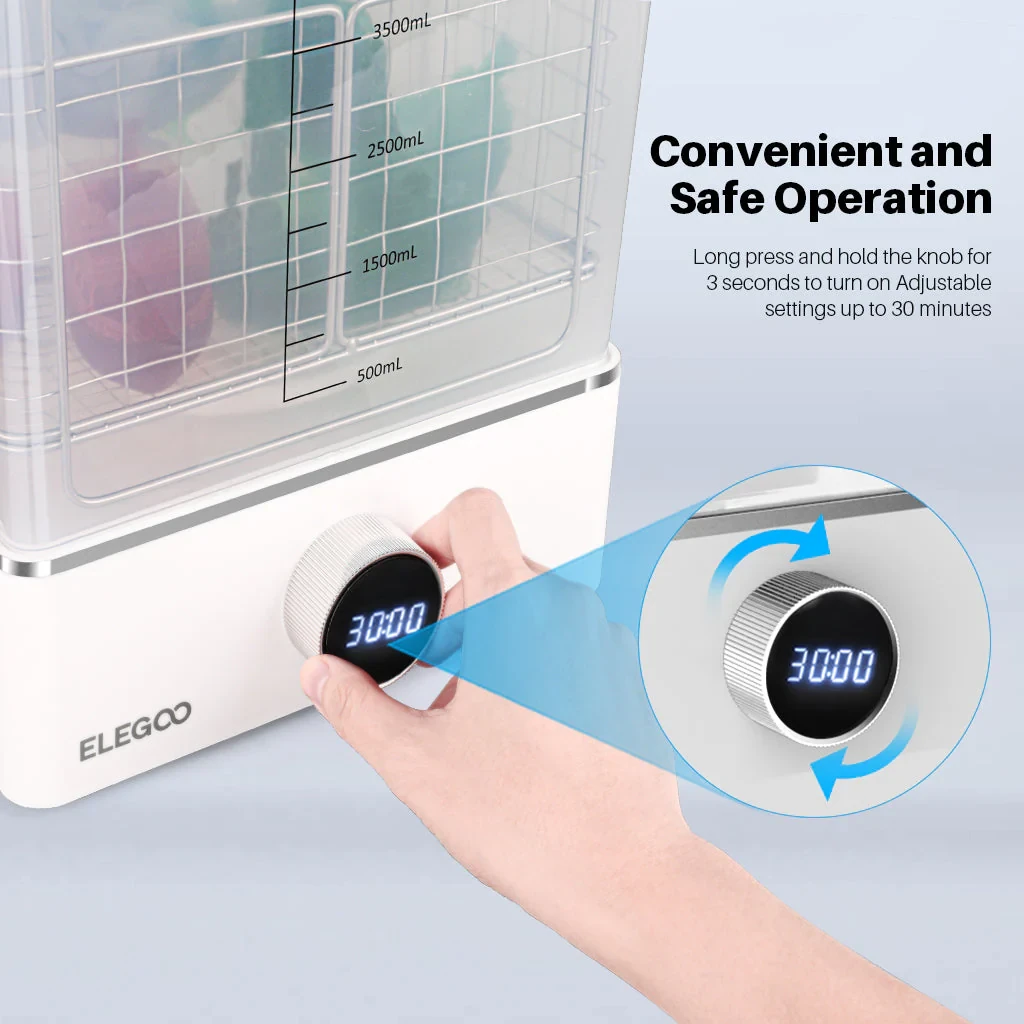 3500mL
2500mL
1500mL
500mL
Convenient and
Safe Operation
Long press and hold the knob for
3 seconds to turn on Adjustable
settings up to 30 minutes
30:00
30:00
ELEGOO